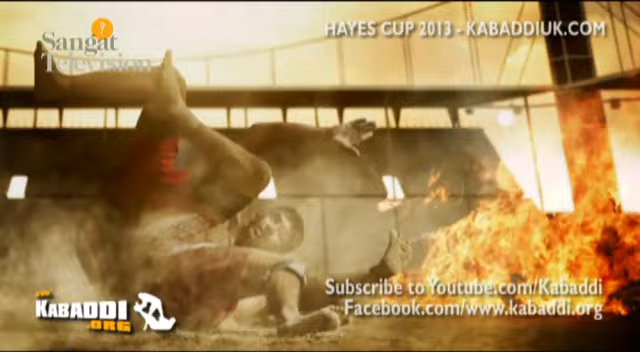 HAYES CUP 2013 - KABADDIUK.COM
Sangat
Television
Subscribe to Youtube.com/Kabaddi
Facebook.com/www.kabaddi.org
KABADDI
.ORG